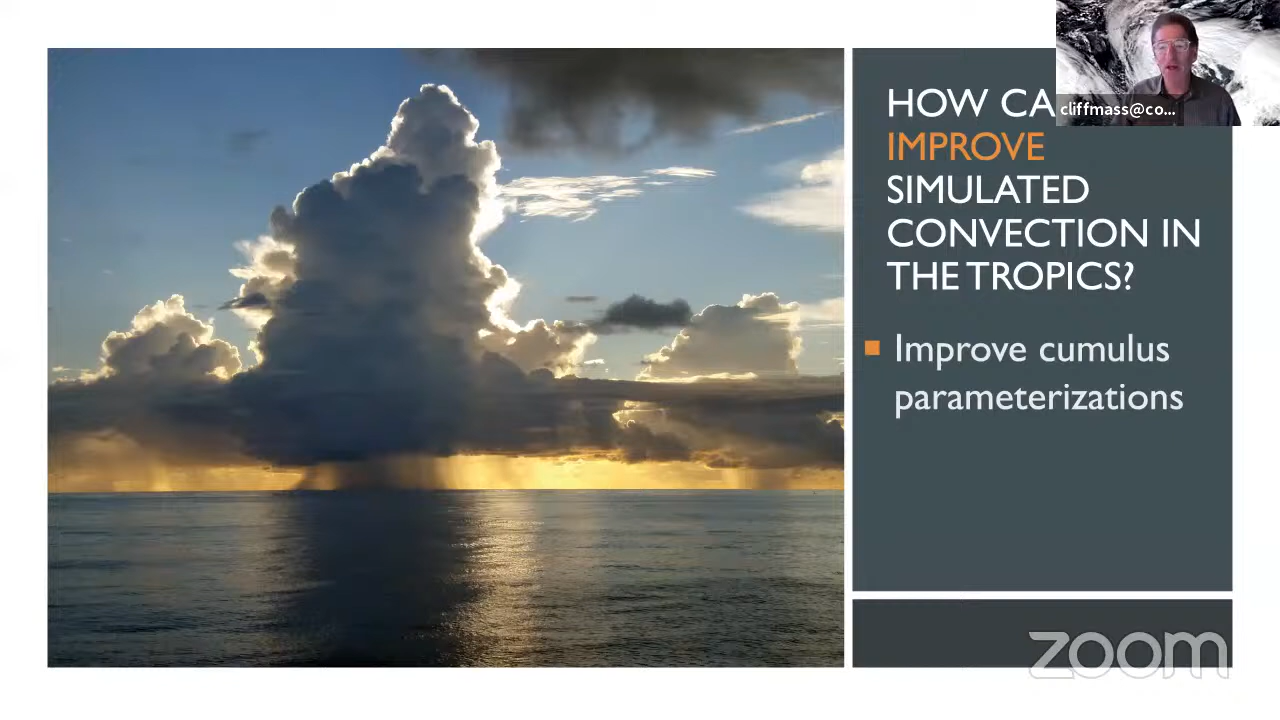 HOW CA
cliffmass@co...
IMPROVE
SIMULATED
CONVECTION IN
THE TROPICS?
Improve cumulus
parameterizations
zoom